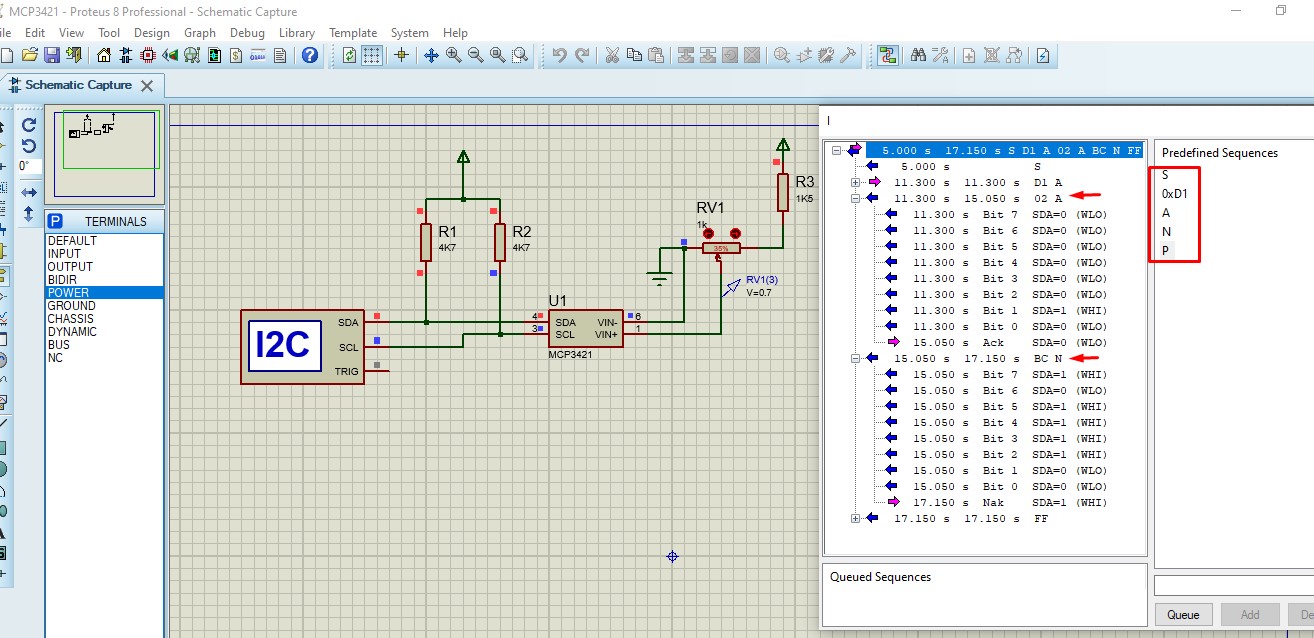 MCP3421 - Proteus 8 Professional - Schematic Capture
ile Edit View Tool Design Graph Debug Library Template System Help
Schematic Capture
0°
P TERMINALS
DEFAULT
INPUT
OUTPUT
BIDIR
POWER
GROUND
CHASSIS
DYNAMIC
BUS
NC
R1
4K7
R2
4K7
RV1
1k
35%
R3
1K5
RV1(3)
V=0.7
I2C
SDA
SCL
TRIG
U1
4 SDA VIN- 6
3 SCL VIN+ 1
MCP3421
I
5.000 s 17.150 s S D1 A 02 A BC N FF
5.000 s S
11.300 s 11.300 s D1 A
11.300 s 15.050 s 02 A
11.300 s Bit 7 SDA=0 (WLO)
11.300 s Bit 6 SDA=0 (WLO)
11.300 s Bit 5 SDA=0 (WLO)
11.300 s Bit 4 SDA=0 (WLO)
11.300 s Bit 3 SDA=0 (WLO)
11.300 s Bit 2 SDA=0 (WLO)
11.300 s Bit 1 SDA=1 (WHI)
11.300 s Bit 0 SDA=0 (WLO)
15.050 s Ack SDA=0 (WLO)
15.050 s 17.150 s BC N
15.050 s Bit 7 SDA=1 (WHI)
15.050 s Bit 6 SDA=0 (WLO)
15.050 s Bit 5 SDA=1 (WHI)
15.050 s Bit 4 SDA=1 (WHI)
15.050 s Bit 3 SDA=1 (WHI)
15.050 s Bit 2 SDA=1 (WHI)
15.050 s Bit 1 SDA=0 (WLO)
15.050 s Bit 0 SDA=0 (WLO)
17.150 s Nak SDA=1 (WHI)
17.150 s 17.150 s FF
Predefined Sequences
S
0xD1
A
N
P
Queued Sequences
Queue Add De